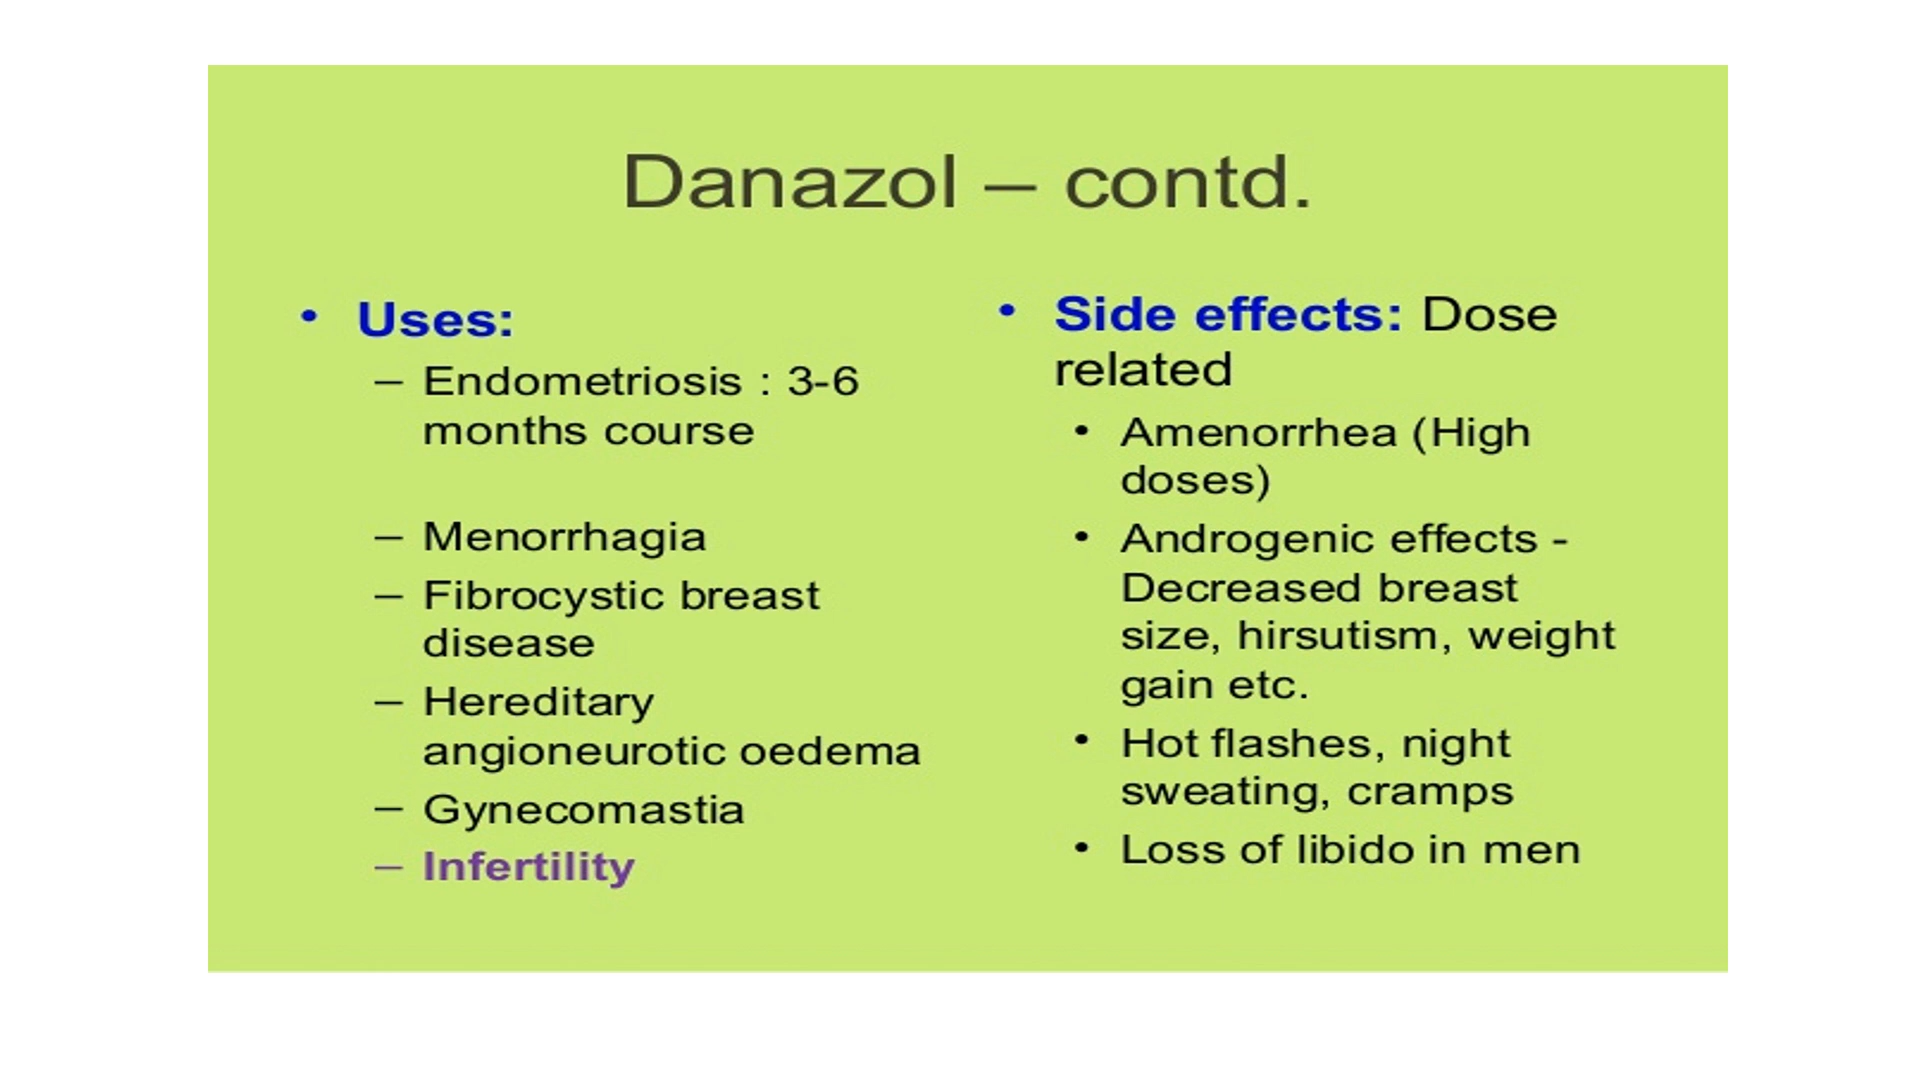 Danazol – contd.
• Uses:
– Endometriosis : 3-6
months course
– Menorrhagia
– Fibrocystic breast
disease
– Hereditary
angioneurotic oedema
– Gynecomastia
– Infertility
• Side effects: Dose
related
• Amenorrhea (High
doses)
• Androgenic effects -
Decreased breast
size, hirsutism, weight
gain etc.
• Hot flashes, night
sweating, cramps
• Loss of libido in men